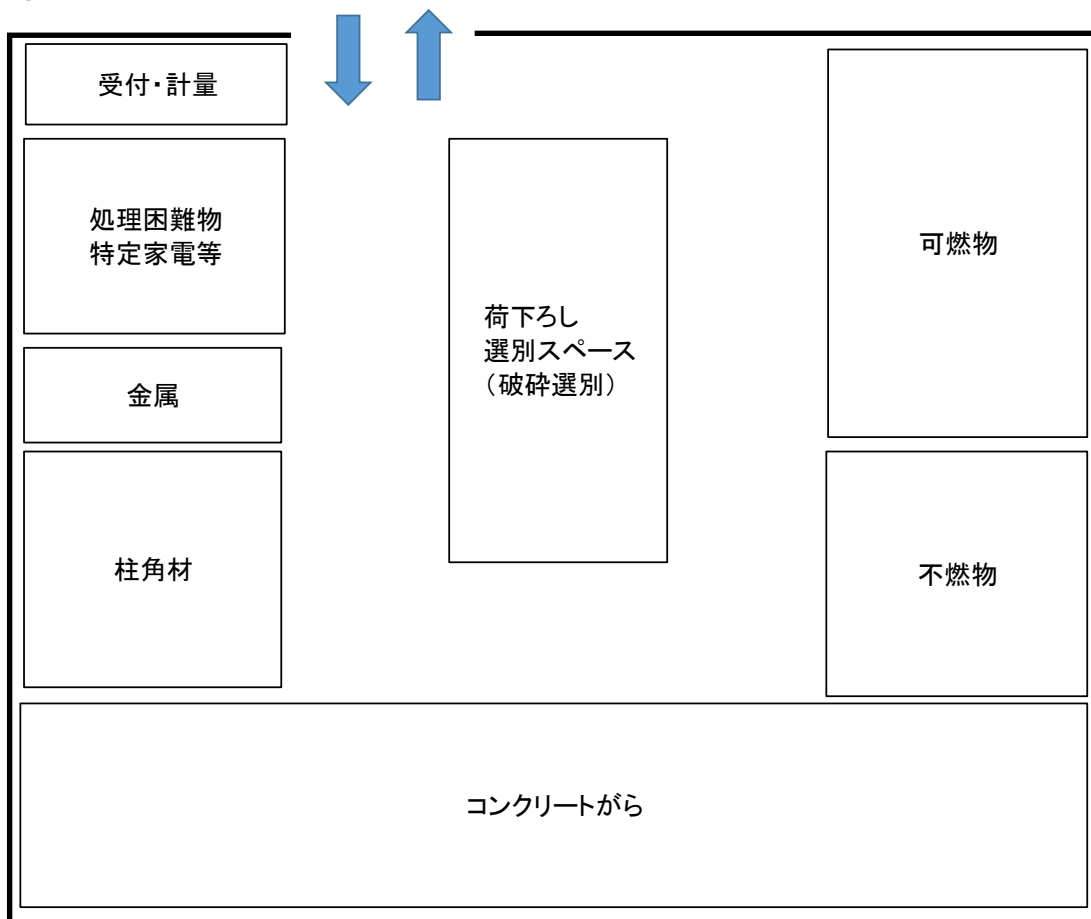 受付・計量
処理困難物
特定家電等
金属
柱角材
荷下ろし
選別スペース
（破砕選別）
可燃物
不燃物
コンクリートがら